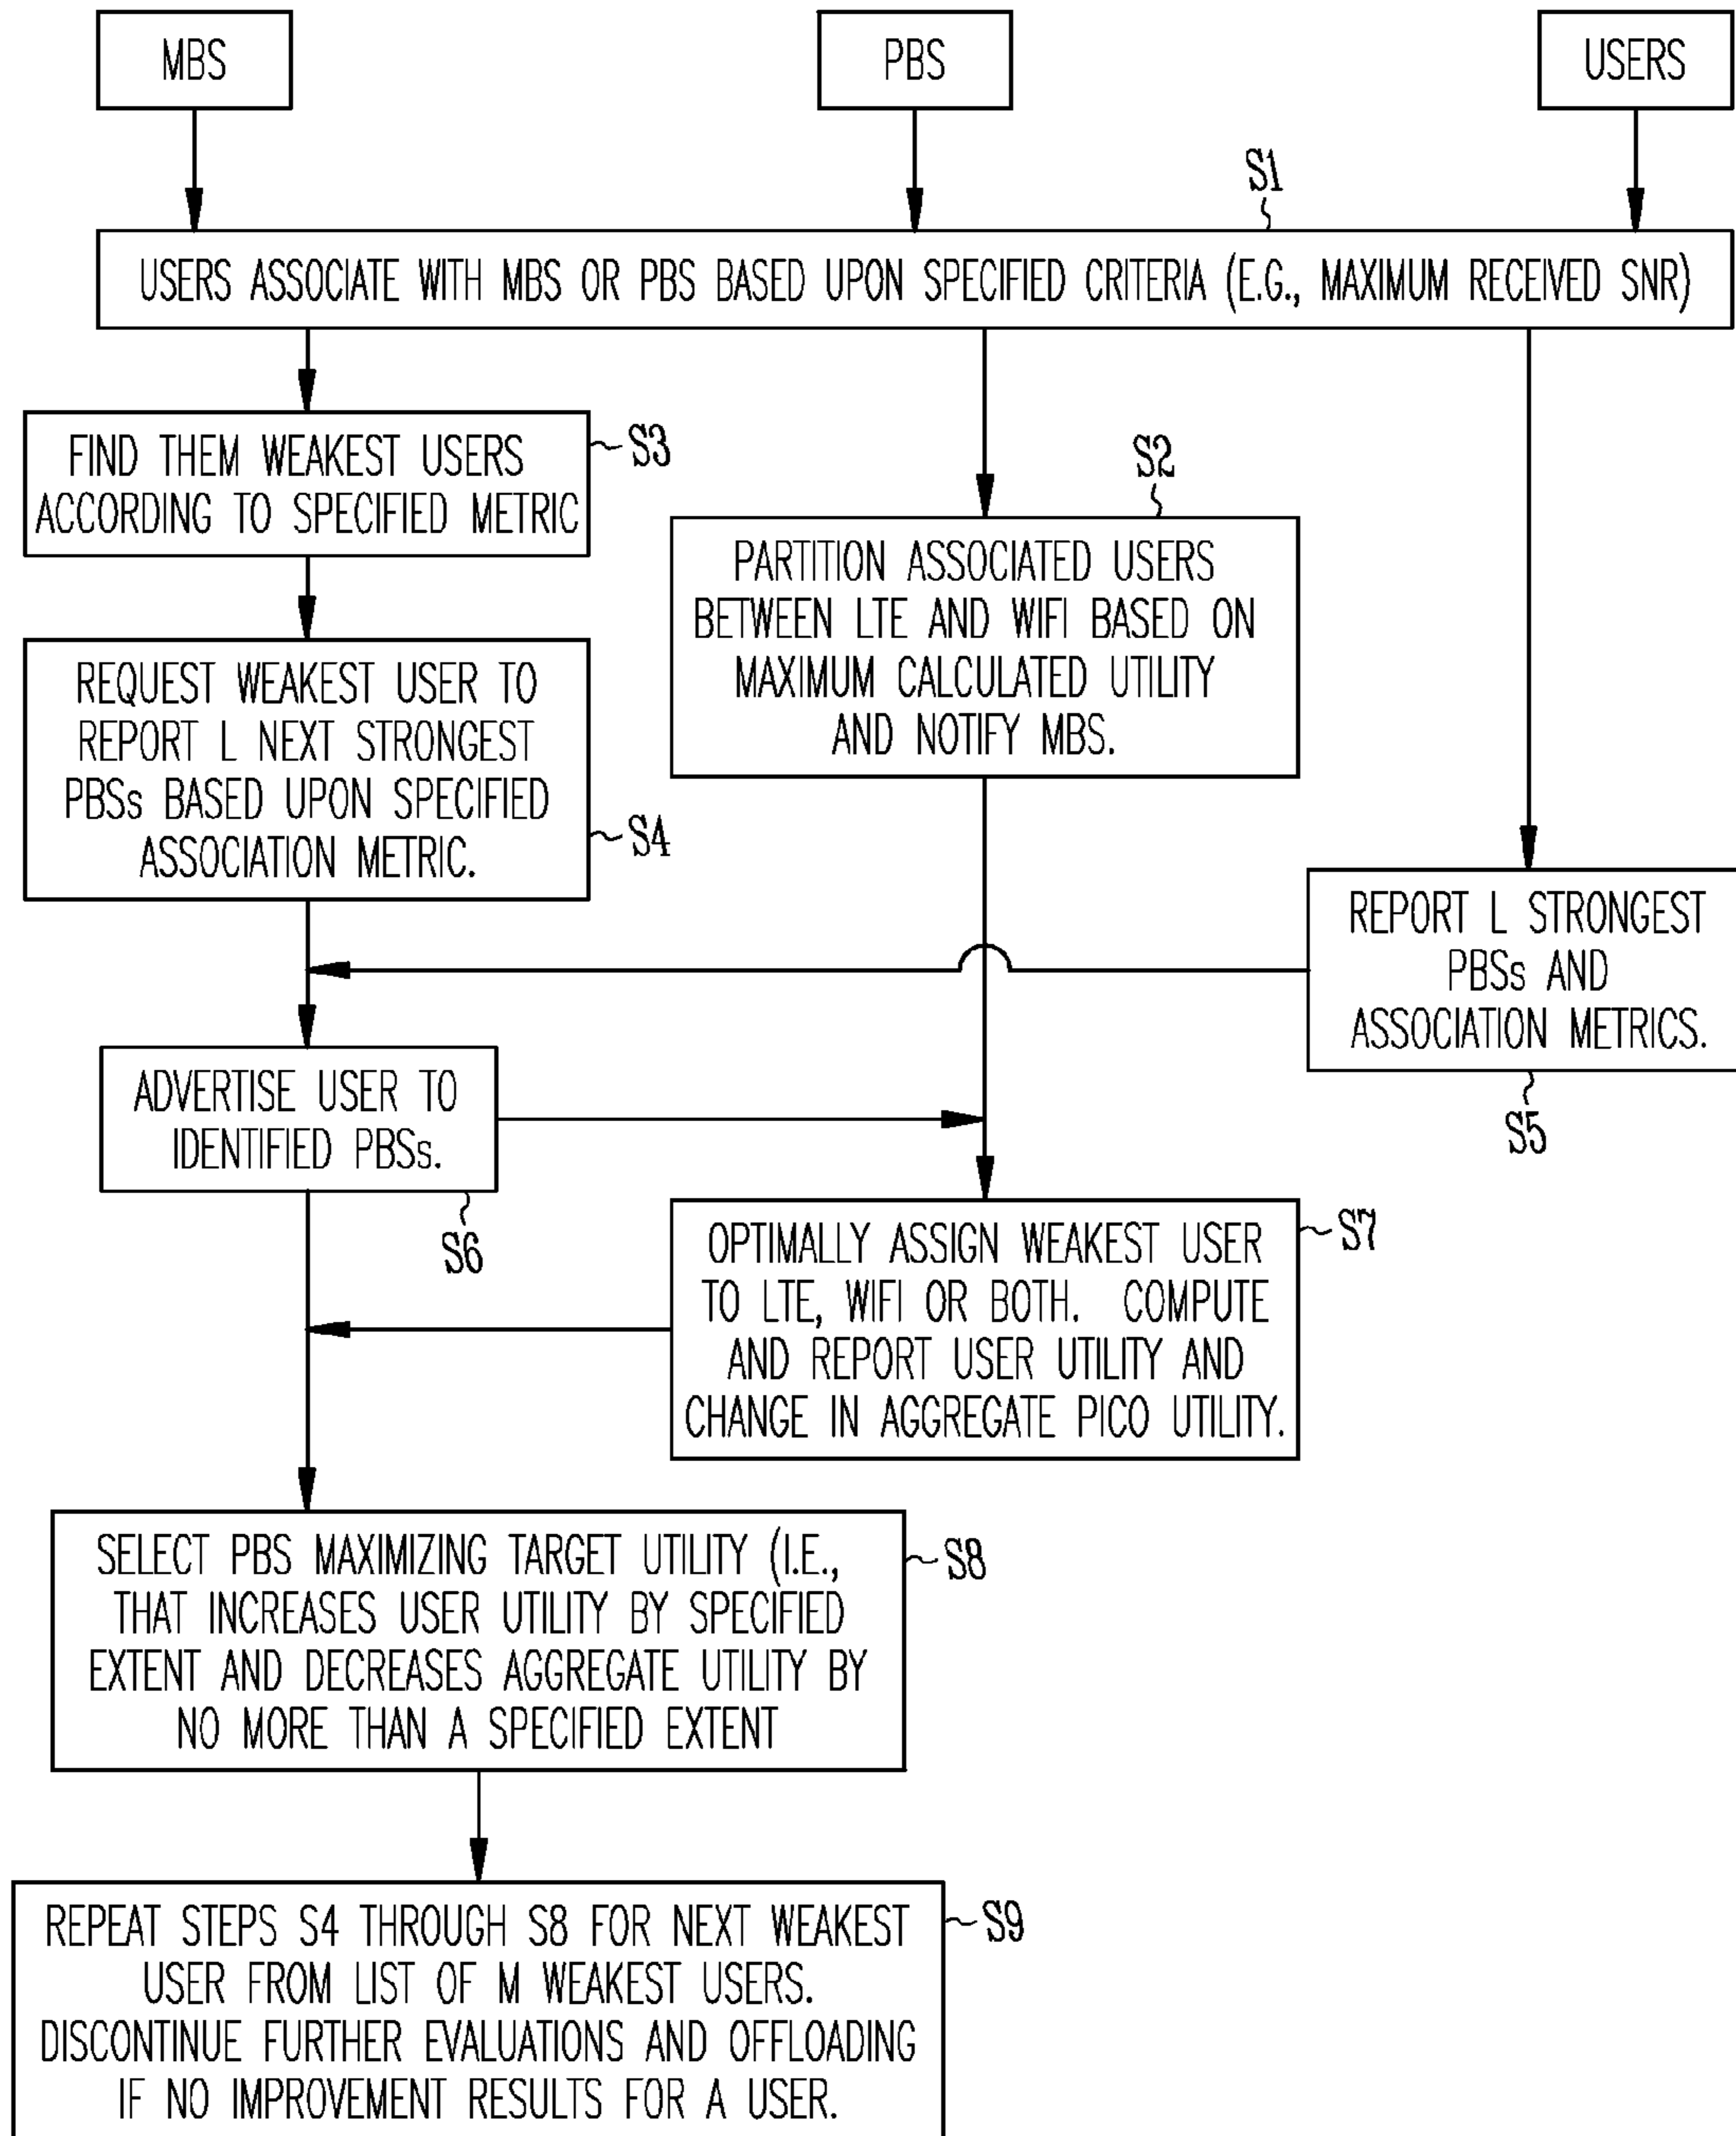 MBS
PBS
USERS
S1
USERS ASSOCIATE WITH MBS OR PBS BASED UPON SPECIFIED CRITERIA (E.G., MAXIMUM RECEIVED SNR)
FIND THEM WEAKEST USERS
ACCORDING TO SPECIFIED METRIC
S3
S2
PARTITION ASSOCIATED USERS
BETWEEN LTE AND WIFI BASED ON
MAXIMUM CALCULATED UTILITY
AND NOTIFY MBS.
REQUEST WEAKEST USER TO
REPORT L NEXT STRONGEST
PBSs BASED UPON SPECIFIED
ASSOCIATION METRIC.
S4
REPORT L STRONGEST
PBSs AND
ASSOCIATION METRICS.
S5
ADVERTISE USER TO
IDENTIFIED PBSs.
S6
OPTIMALLY ASSIGN WEAKEST USER
TO LTE, WIFI OR BOTH. COMPUTE
AND REPORT USER UTILITY AND
CHANGE IN AGGREGATE PICO UTILITY.
S7
SELECT PBS MAXIMIZING TARGET UTILITY (I.E.,
THAT INCREASES USER UTILITY BY SPECIFIED
EXTENT AND DECREASES AGGREGATE UTILITY BY
NO MORE THAN A SPECIFIED EXTENT
S8
REPEAT STEPS S4 THROUGH S8 FOR NEXT WEAKEST
USER FROM LIST OF M WEAKEST USERS.
DISCONTINUE FURTHER EVALUATIONS AND OFFLOADING
IF NO IMPROVEMENT RESULTS FOR A USER.
S9